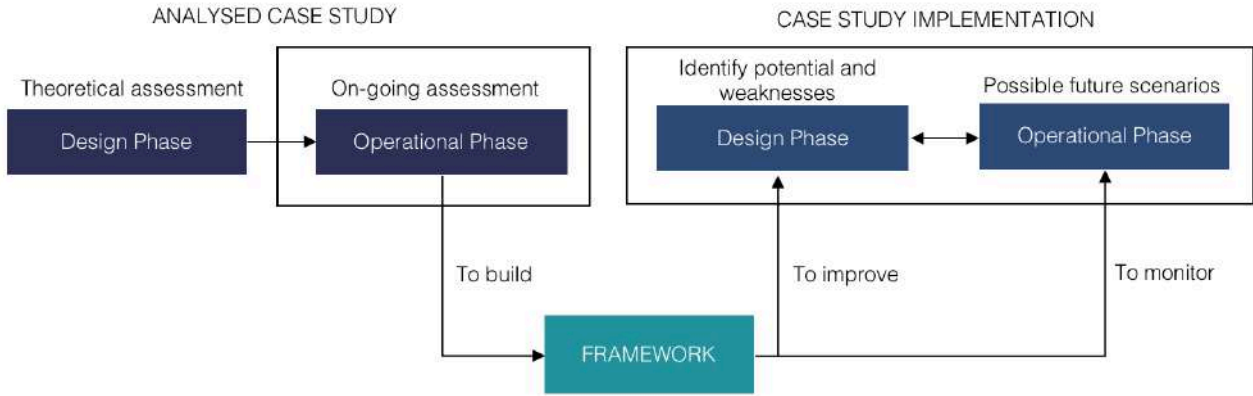 ANALYSED CASE STUDY
CASE STUDY IMPLEMENTATION
Theoretical assessment
On-going assessment
Identify potential and
weaknesses
Possible future scenarios
Design Phase
Operational Phase
Design Phase
Operational Phase
To build
To improve
To monitor
FRAMEWORK